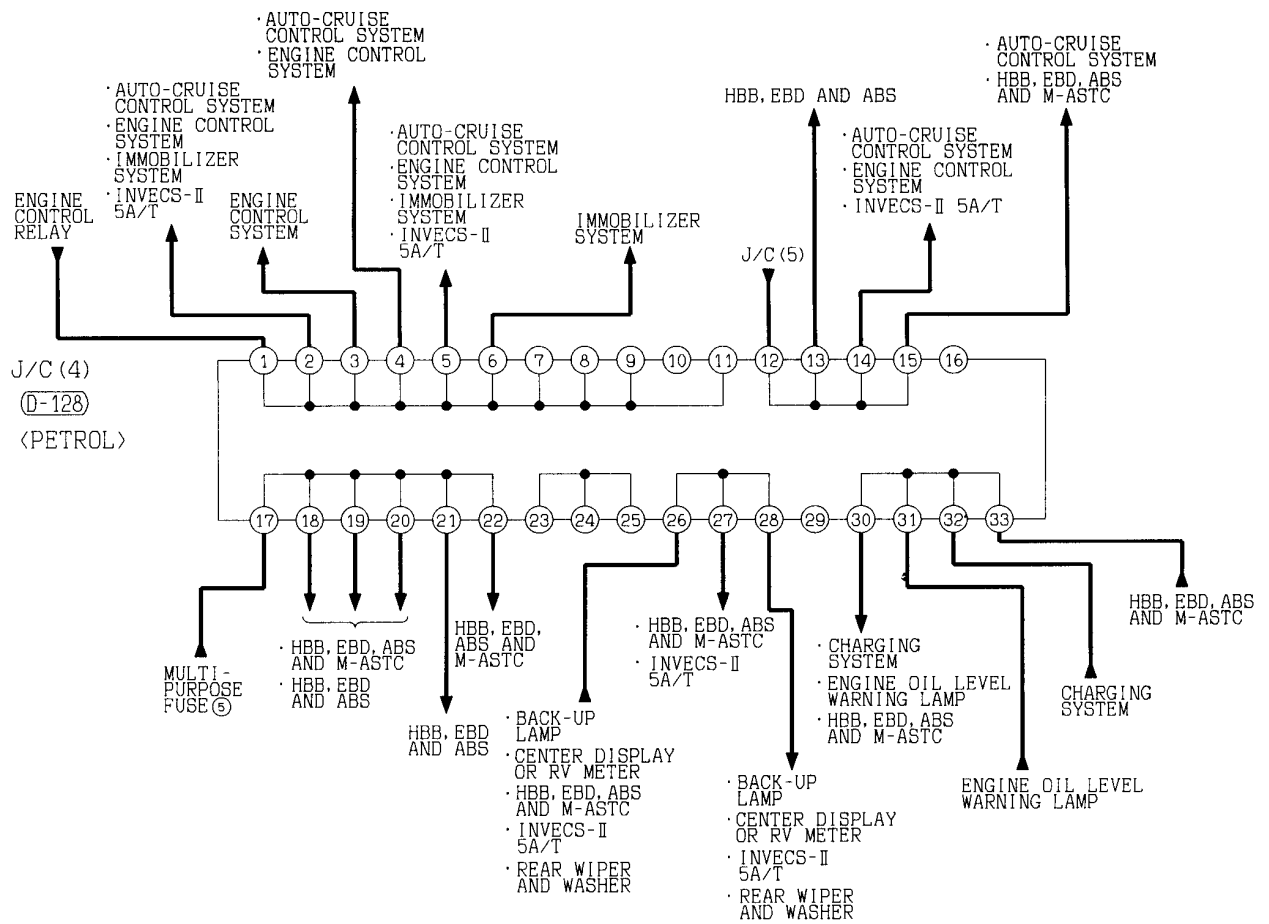 · AUTO-CRUISE
CONTROL SYSTEM
· ENGINE CONTROL
SYSTEM
· AUTO-CRUISE
CONTROL SYSTEM
· HBB, EBD, ABS
AND M-ASTC
· AUTO-CRUISE
CONTROL SYSTEM
· ENGINE CONTROL
SYSTEM
· IMMOBILIZER
SYSTEM
· INVECS-Ⅱ
5A/T
HBB, EBD AND ABS
· AUTO-CRUISE
CONTROL SYSTEM
· ENGINE CONTROL
SYSTEM
· IMMOBILIZER
SYSTEM
· INVECS-Ⅱ
5A/T
· AUTO-CRUISE
CONTROL SYSTEM
· ENGINE CONTROL
SYSTEM
· INVECS-Ⅱ 5A/T
ENGINE
CONTROL
RELAY
ENGINE
CONTROL
SYSTEM
IMMOBILIZER
SYSTEM
J/C (5)
1 2 3 4 5 6 7 8 9 10 11 12 13 14 15 16
J/C (4)
D-128
〈PETROL〉
17 18 19 20 21 22 23 24 25 26 27 28 29 30 31 32 33
MULTI-
PURPOSE
FUSE ⑤
· HBB, EBD, ABS
AND M-ASTC
· HBB, EBD
AND ABS
HBB, EBD
AND ABS
HBB, EBD,
ABS AND
M-ASTC
· BACK-UP
LAMP
· CENTER DISPLAY
OR RV METER
· HBB, EBD, ABS
AND M-ASTC
· INVECS-Ⅱ
5A/T
· REAR WIPER
AND WASHER
· HBB, EBD, ABS
AND M-ASTC
· INVECS-Ⅱ
5A/T
· BACK-UP
LAMP
· CENTER DISPLAY
OR RV METER
· INVECS-Ⅱ
5A/T
· REAR WIPER
AND WASHER
· CHARGING
SYSTEM
· ENGINE OIL LEVEL
WARNING LAMP
· HBB, EBD, ABS
AND M-ASTC
ENGINE OIL LEVEL
WARNING LAMP
CHARGING
SYSTEM
HBB, EBD, ABS
AND M-ASTC